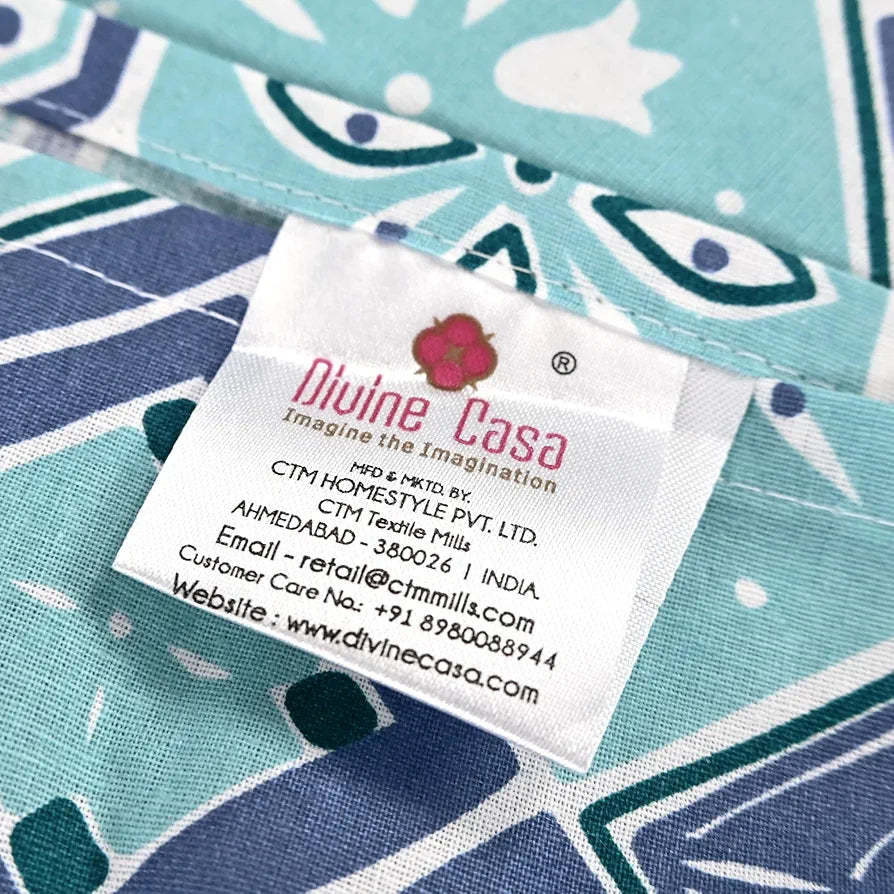 ®
Divine Casa
Imagine the Imagination
MFD & MKTD. BY.
CTM HOMESTYLE PVT. LTD.
CTM Textile Mills
AHMEDABAD - 380026 | INDIA.
Email - retail@ctmmills.com
Customer Care No.: +91 8980088944
Website : www.divinecasa.com